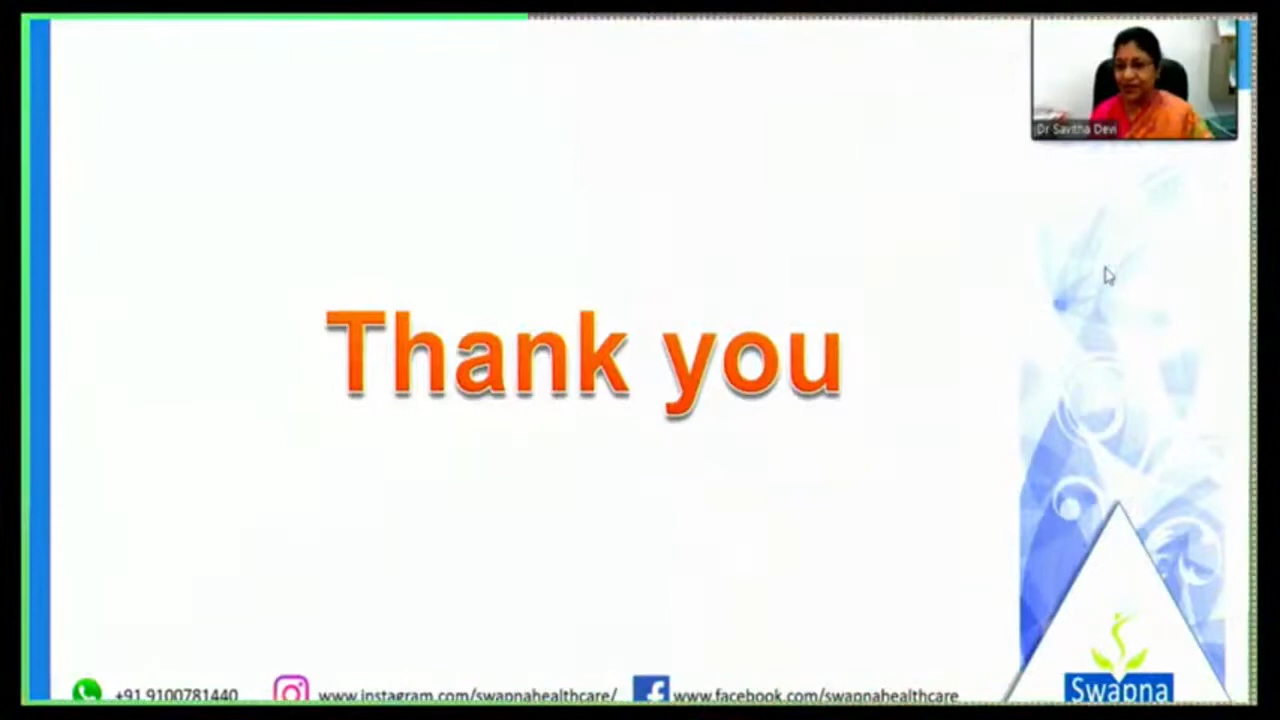 Dr Savitha Devi
Thank you
+91 9100781440 www.instagram.com/swapnahealthcare/ www.facebook.com/swapnahealthcare
Swapna